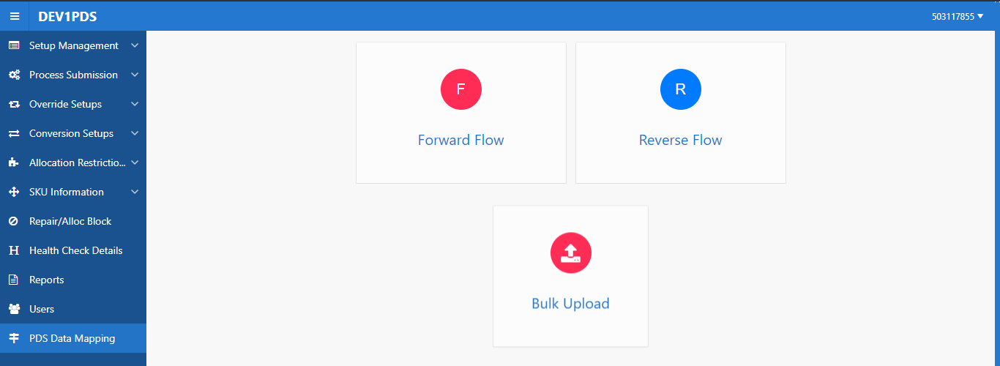 DEV1PDS
503117855
Setup Management
Process Submission
Override Setups
Conversion Setups
Allocation Restrictio...
SKU Information
Repair/Alloc Block
H Health Check Details
Reports
Users
PDS Data Mapping
F
Forward Flow
R
Reverse Flow
Bulk Upload